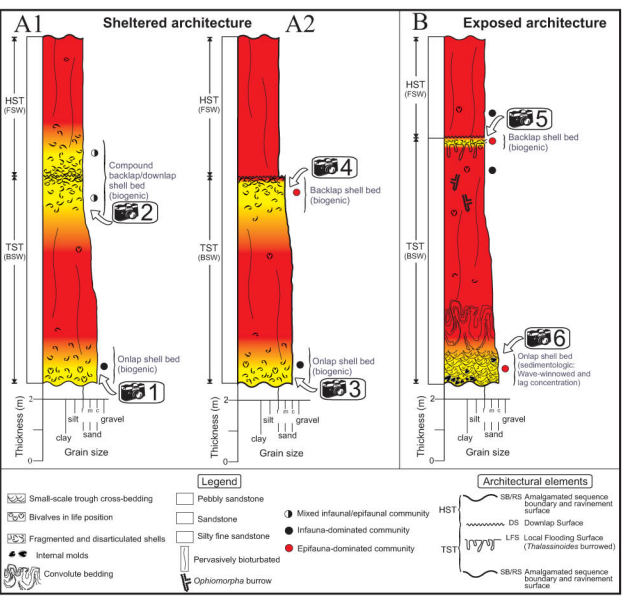 A1
Sheltered architecture
A2
B
Exposed architecture
HST
(FSW)
TST
(BSW)
Compound
backlap/downlap
shell bed
(biogenic)
2
Onlap shell bed
(biogenic)
1
HST
(FSW)
TST
(BSW)
4
Backlap shell bed
(biogenic)
Onlap shell bed
(biogenic)
3
HST
(FSW)
TST
(BSW)
5
Backlap shell bed
(biogenic)
6
Onlap shell bed
(sedimentologic:
Wave-winnowed and
lag concentration)
Thickness (m)
2
0
clay
silt
f
m
c
sand
gravel
Grain size
Thickness (m)
2
0
clay
silt
f
m
c
sand
gravel
Grain size
Thickness (m)
2
0
clay
silt
f
m
c
sand
gravel
Grain size
Legend
Small-scale trough cross-bedding
Bivalves in life position
Fragmented and disarticulated shells
Internal molds
Convolute bedding
Pebbly sandstone
Sandstone
Silty fine sandstone
Pervasively bioturbated
Ophiomorpha burrow
Mixed infaunal/epifaunal community
Infauna-dominated community
Epifauna-dominated community
Architectural elements
HST
TST
SB/RS Amalgamated sequence
boundary and ravinement
surface
DS Downlap Surface
LFS Local Flooding Surface
(Thalassinoides burrowed)
SB/RS Amalgamated sequence
boundary and ravinement
surface